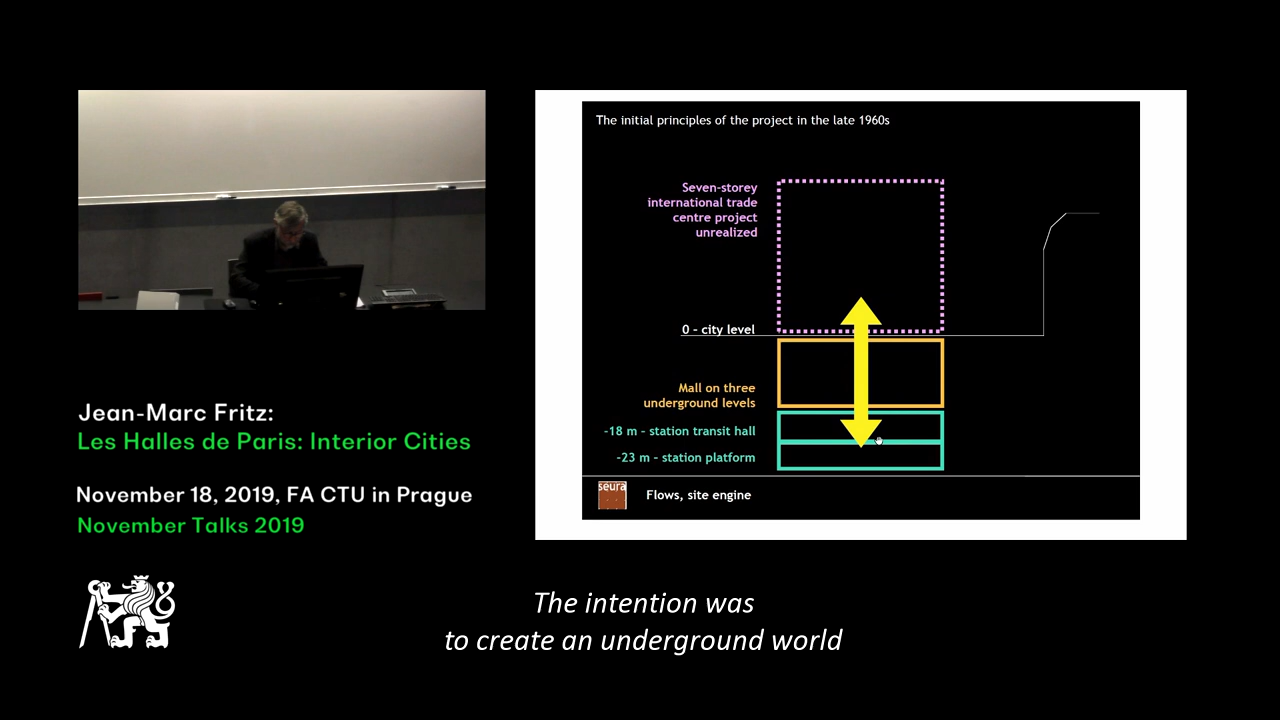 The initial principles of the project in the late 1960s
Seven-storey
international trade
centre project
unrealized
0 - city level
Mall on three
underground levels
-18 m - station transit hall
-23 m - station platform
seura
Flows, site engine
Jean-Marc Fritz:
Les Halles de Paris: Interior Cities
November 18, 2019, FA CTU in Prague
November Talks 2019
The intention was
to create an underground world